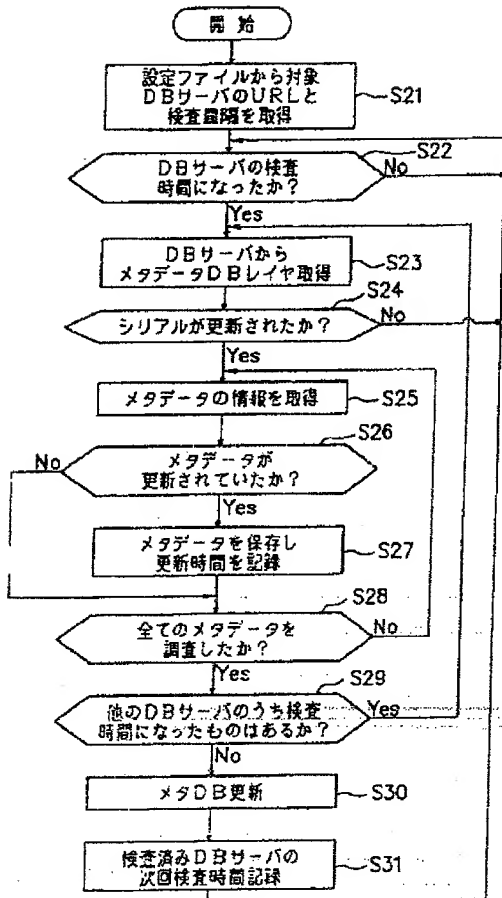 開始
設定ファイルから対象
DBサーバのURLと
検査間隔を取得
S21
DBサーバの検査
時間になったか?
S22
No
Yes
DBサーバから
メタデータDBレイヤ取得
S23
シリアルが更新されたか?
S24
No
Yes
メタデータの情報を取得
S25
メタデータが
更新されていたか?
S26
No
Yes
メタデータを保存し
更新時間を記録
S27
全てのメタデータを
調査したか?
S28
No
Yes
他のDBサーバのうち検査
時間になったものはあるか?
S29
Yes
No
メタDB更新
S30
検査済みDBサーバの
次回検査時間記録
S31